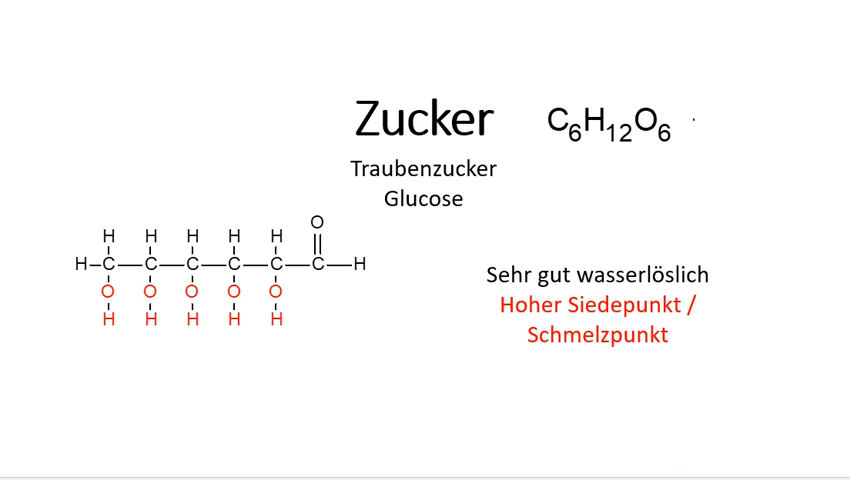 Zucker
C6H12O6
Traubenzucker
Glucose
O
H H H H H
H–C–C–C–C–C–C–H
O O O O O
H H H H H
Sehr gut wasserlöslich
Hoher Siedepunkt /
Schmelzpunkt